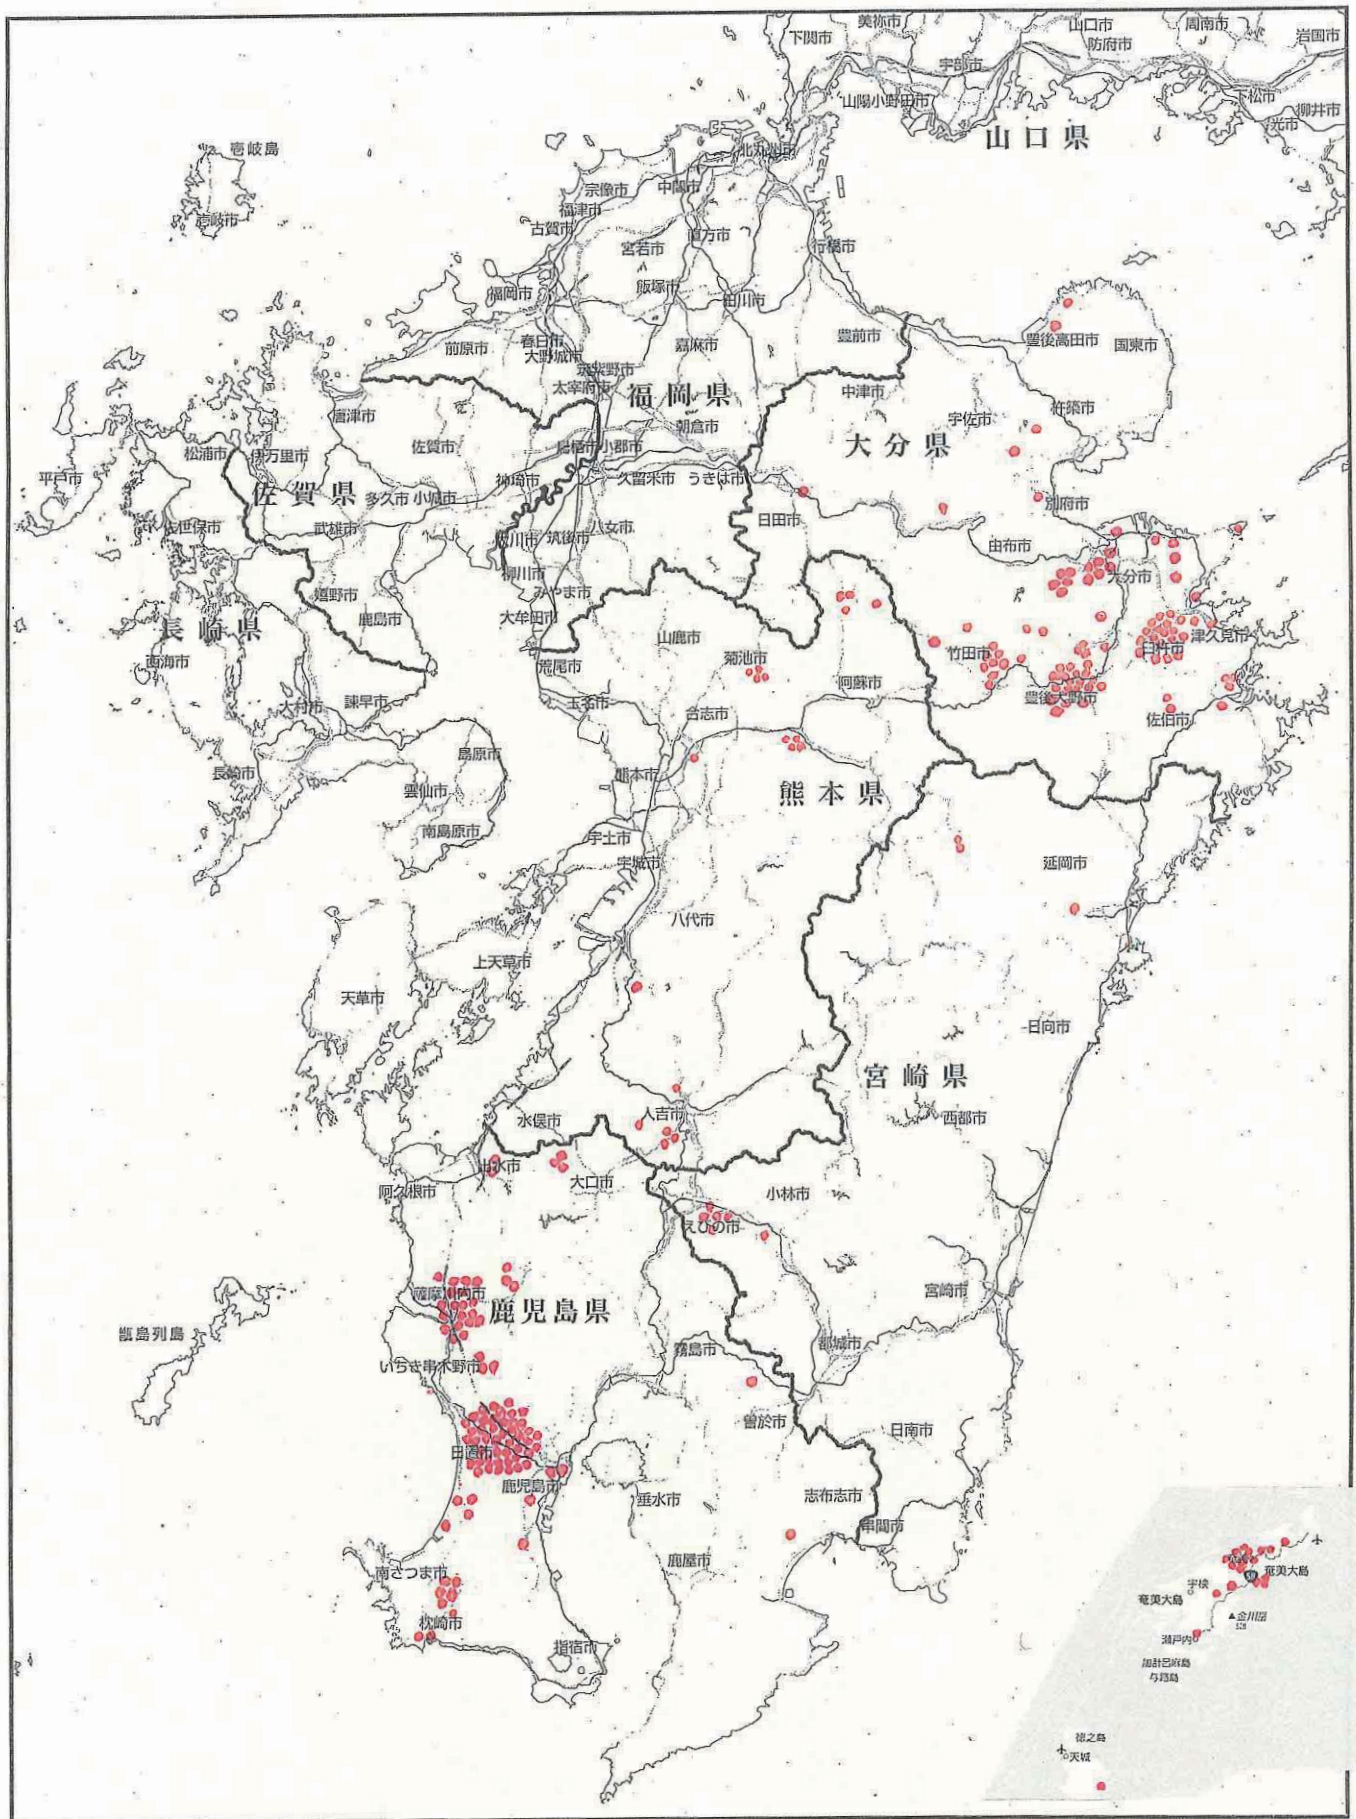 美祢市
山口市
周南市
岩国市
下関市
防府市
宇部市
山陽小野田市
下松市
柳井市
光市
山口県
壱岐島
壱岐市
北九州市
宗像市
中間市
福津市
古賀市
宮若市
直方市
行橋市
福岡市
飯塚市
田川市
前原市
春日市
大野城市
嘉麻市
豊前市
豊後高田市
国東市
筑紫野市
太宰府市
福岡県
中津市
宇佐市
杵築市
唐津市
佐賀市
朝倉市
大分県
松浦市
伊万里市
鳥栖市
小郡市
平戸市
佐賀県
多久市
小城市
神埼市
久留米市
うきは市
別府市
佐世保市
武雄市
大川市
筑後市
八女市
日田市
由布市
柳川市
みやま市
大分市
嬉野市
鹿島市
大牟田市
長崎県
山鹿市
菊池市
竹田市
臼杵市
津久見市
西海市
荒尾市
阿蘇市
豊後大野市
大村市
諫早市
玉名市
合志市
佐伯市
長崎市
島原市
熊本市
雲仙市
熊本県
南島原市
宇土市
宇城市
延岡市
八代市
上天草市
天草市
日向市
宮崎県
西都市
水俣市
人吉市
出水市
阿久根市
大口市
小林市
えびの市
薩摩川内市
鹿児島県
宮崎市
甑島列島
いちき串木野市
霧島市
都城市
日置市
曽於市
日南市
鹿児島市
垂水市
志布志市
串間市
南さつま市
鹿屋市
枕崎市
指宿市
奄美大島
宇検
奄美大島
金川岳
瀬戸内
加計呂麻島
与路島
徳之島
天城